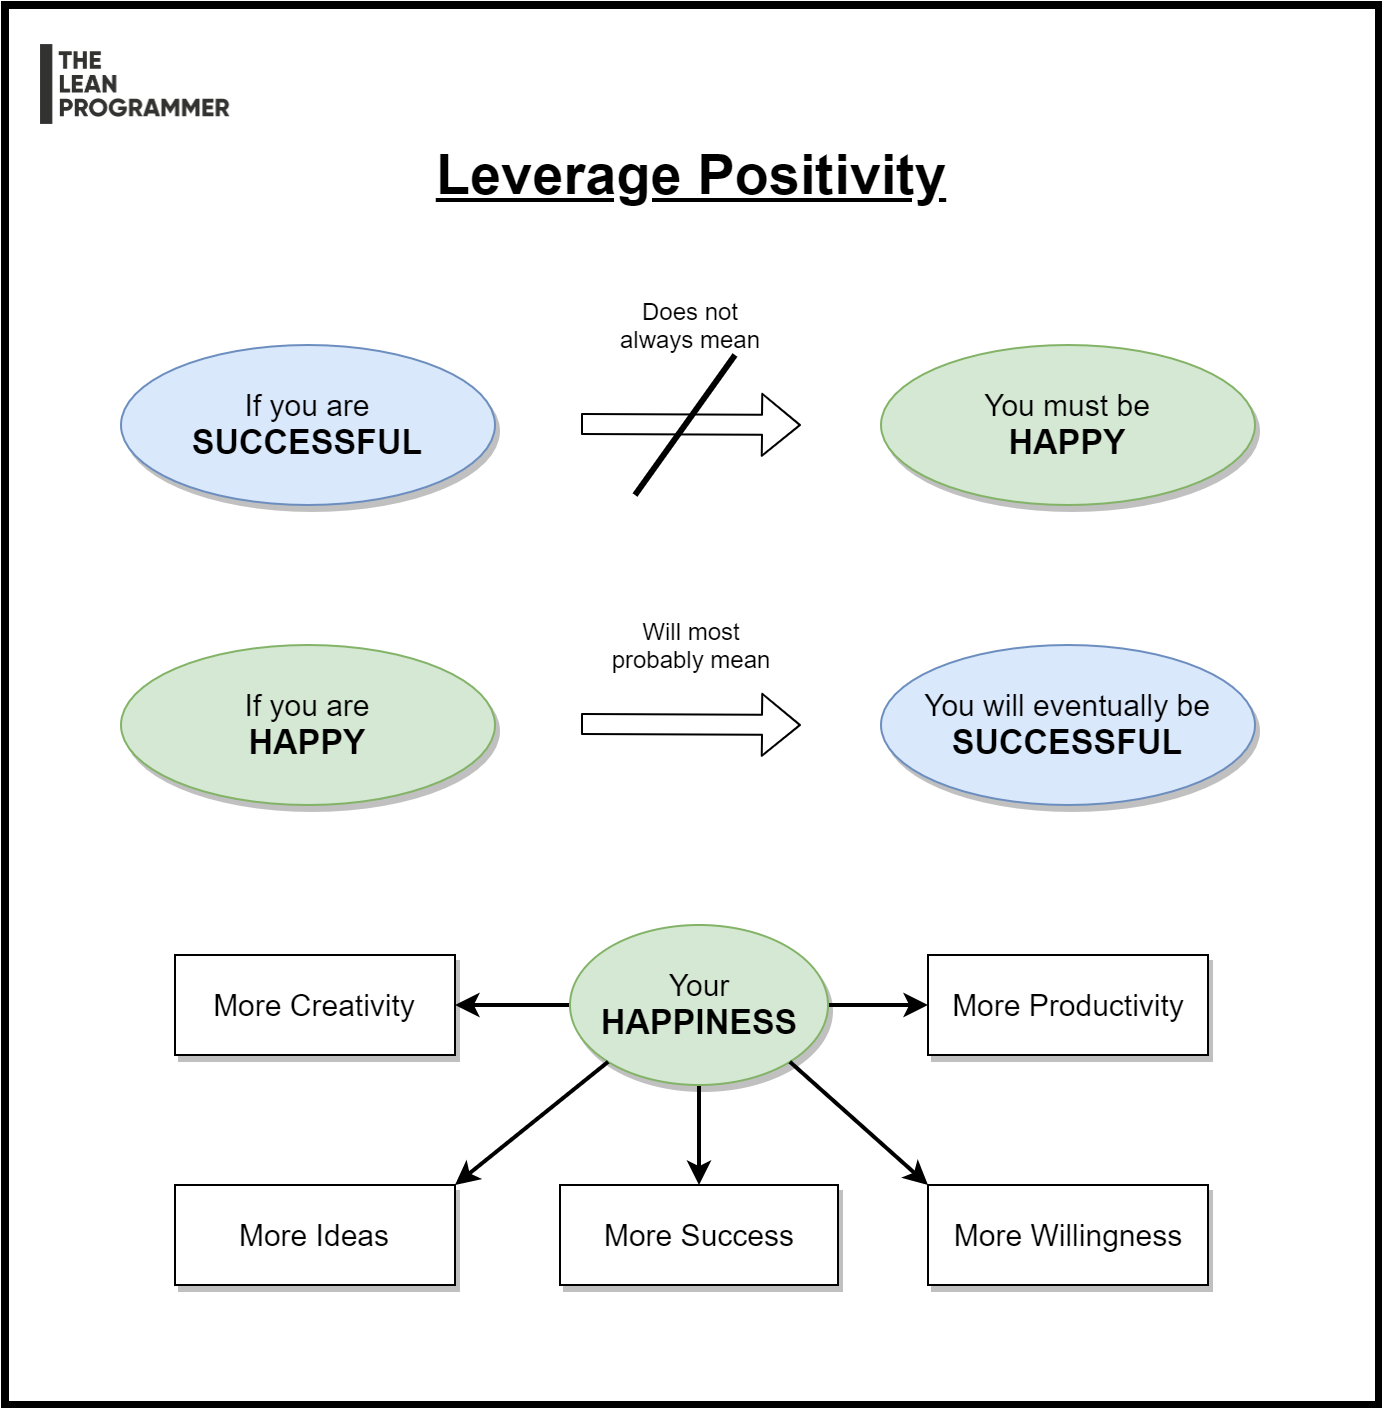 THE
LEAN
PROGRAMMER
Leverage Positivity
Does not
always mean
If you are
SUCCESSFUL
You must be
HAPPY
Will most
probably mean
If you are
HAPPY
You will eventually be
SUCCESSFUL
Your
HAPPINESS
More Creativity
More Productivity
More Ideas
More Success
More Willingness